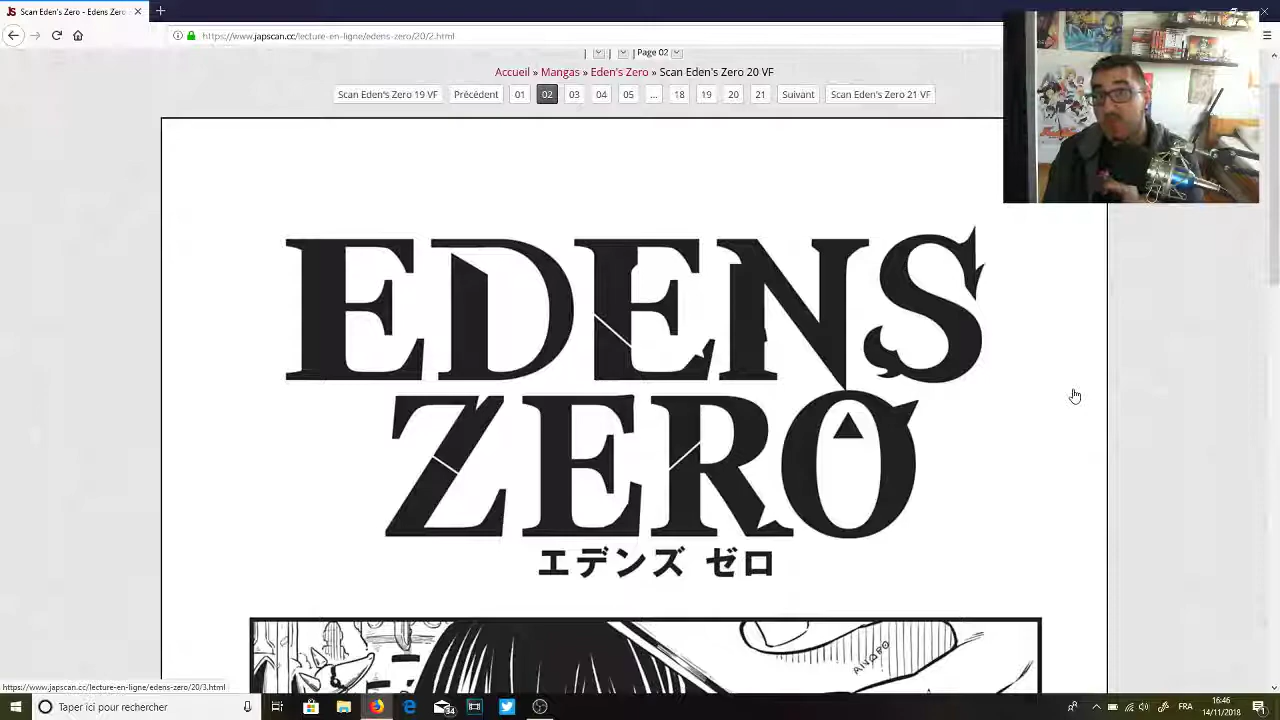 Scan Eden's Zero - Edens Zero
https://www.japscan.cc/lecture-en-ligne/edens-zero/20/2.html
Page 02
Accueil » Mangas » Eden's Zero » Scan Eden's Zero 20 VF
Scan Eden's Zero 19 VF Précédent 01 02 03 04 05 ... 18 19 20 21 Suivant Scan Eden's Zero 21 VF
EDENS
ZERO
エデンズ ゼロ
https://www.japscan.cc/lecture-en-ligne/edens-zero/20/3.html
Taper ici pour rechercher
FRA
16:46
14/11/2018